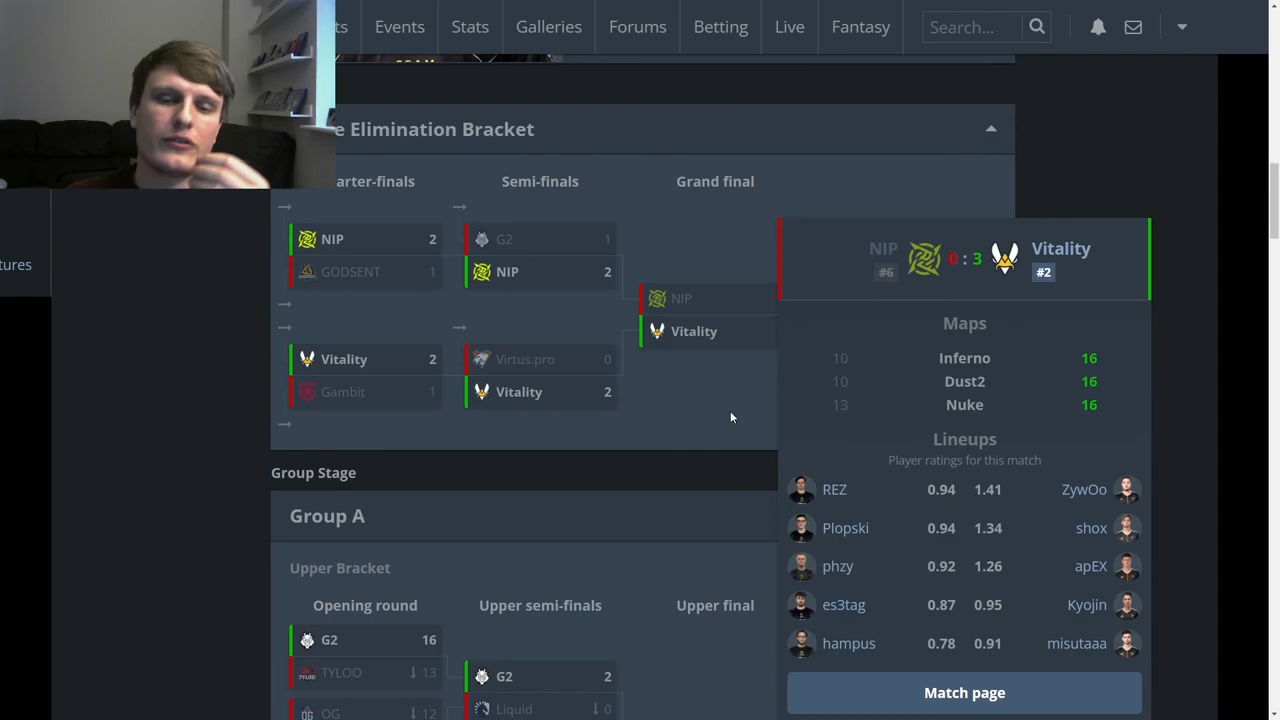 ts Events Stats Galleries Forums Betting Live Fantasy Search...
TEAM
e Elimination Bracket
arter-finals Semi-finals Grand final
NIP 2
GODSENT 1
G2 1
NIP 2
NIP
Vitality
Vitality 2
Gambit 1
Virtus.pro 0
Vitality 2
tures
NIP 0 : 3 Vitality
#6 #2
Maps
10 Inferno 16
10 Dust2 16
13 Nuke 16
Lineups
Player ratings for this match
REZ 0.94 1.41 ZywOo
Plopski 0.94 1.34 shox
phzy 0.92 1.26 apEX
es3tag 0.87 0.95 Kyojin
hampus 0.78 0.91 misutaaa
Match page
Group Stage
Group A
Upper Bracket
Opening round Upper semi-finals Upper final
G2 16
TYLOO 13
OG 12
G2 2
Liquid 0